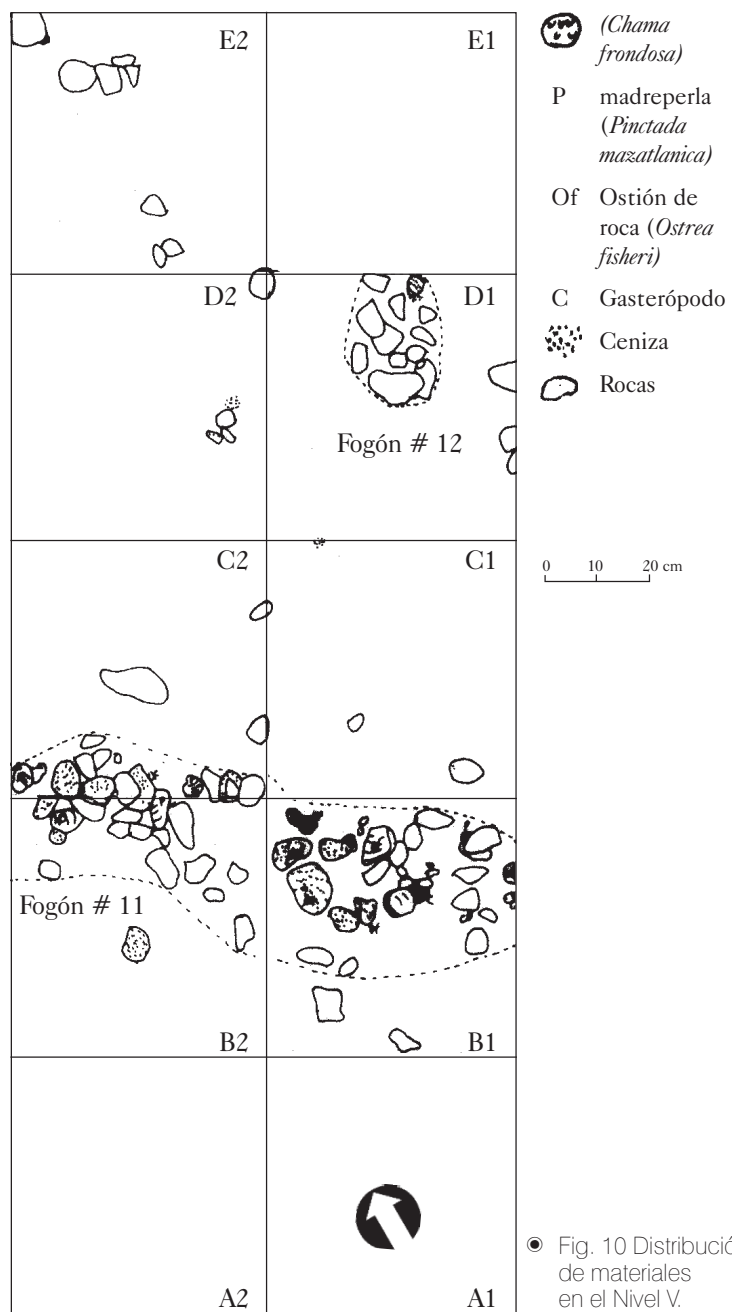 E2
E1
D2
D1
Fogón # 12
C2
C1
Fogón # 11
B2
B1
A2
A1
(Chama
frondosa)
P madreperla
(Pinctada
mazatlanica)
Of Ostión de
roca (Ostrea
fisheri)
C Gasterópodo
Ceniza
Rocas
0 10 20 cm
Fig. 10 Distribució
de materiales
en el Nivel V.